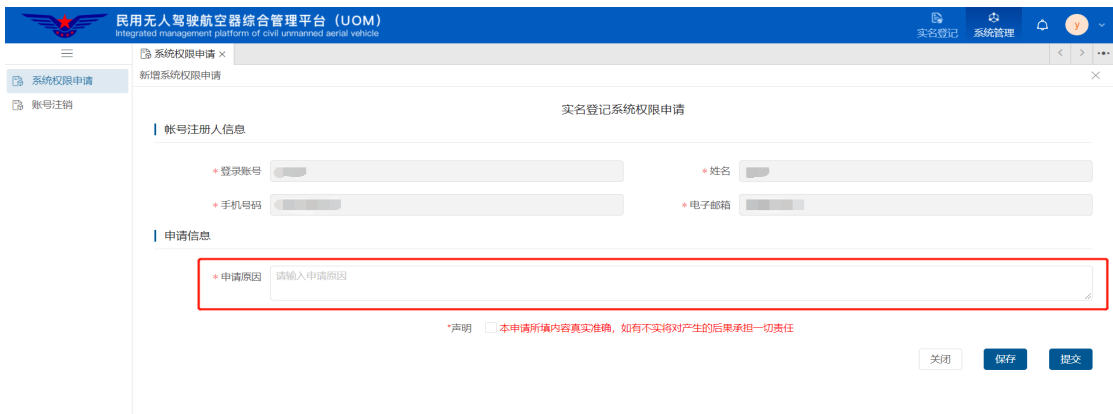 民用无人驾驶航空器综合管理平台（UOM）
Integrated management platform of civil unmanned aerial vehicle
实名登记
系统管理
y
系统权限申请
账号注销
系统权限申请 ×
新增系统权限申请
实名登记系统权限申请
帐号注册人信息
*登录账号
*姓名
*手机号码
*电子邮箱
申请信息
*申请原因 请输入申请原因
*声明 本申请所填内容真实准确，如有不实将对产生的后果承担一切责任
关闭 保存 提交